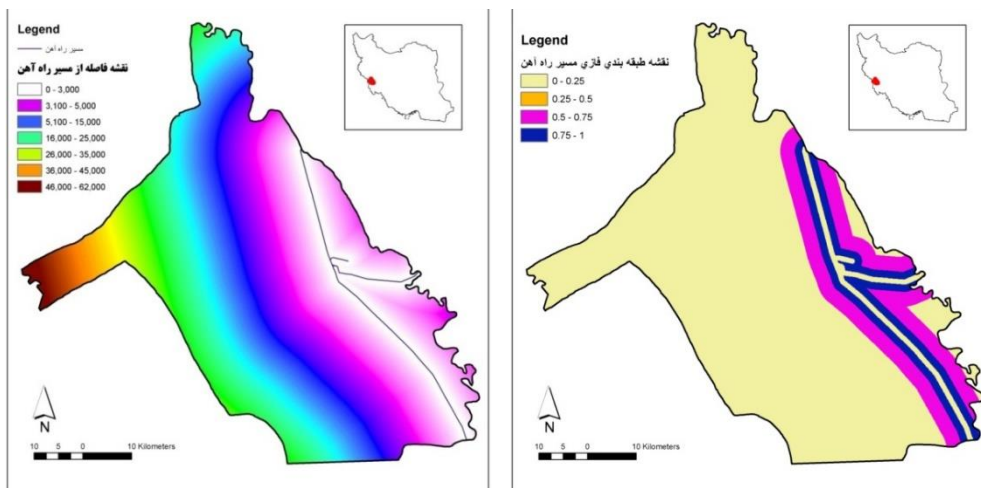 Legend
مسیر راه آهن
نقشه فاصله از مسیر راه آهن
0 - 3,000
3,100 - 5,000
5,100 - 15,000
16,000 - 25,000
26,000 - 35,000
36,000 - 45,000
46,000 - 62,000
N
10 5 0 10 Kilometers
Legend
نقشه طبقه بندي فازي مسیر راه آهن
0 - 0.25
0.25 - 0.5
0.5 - 0.75
0.75 - 1
N
10 5 0 10 Kilometers